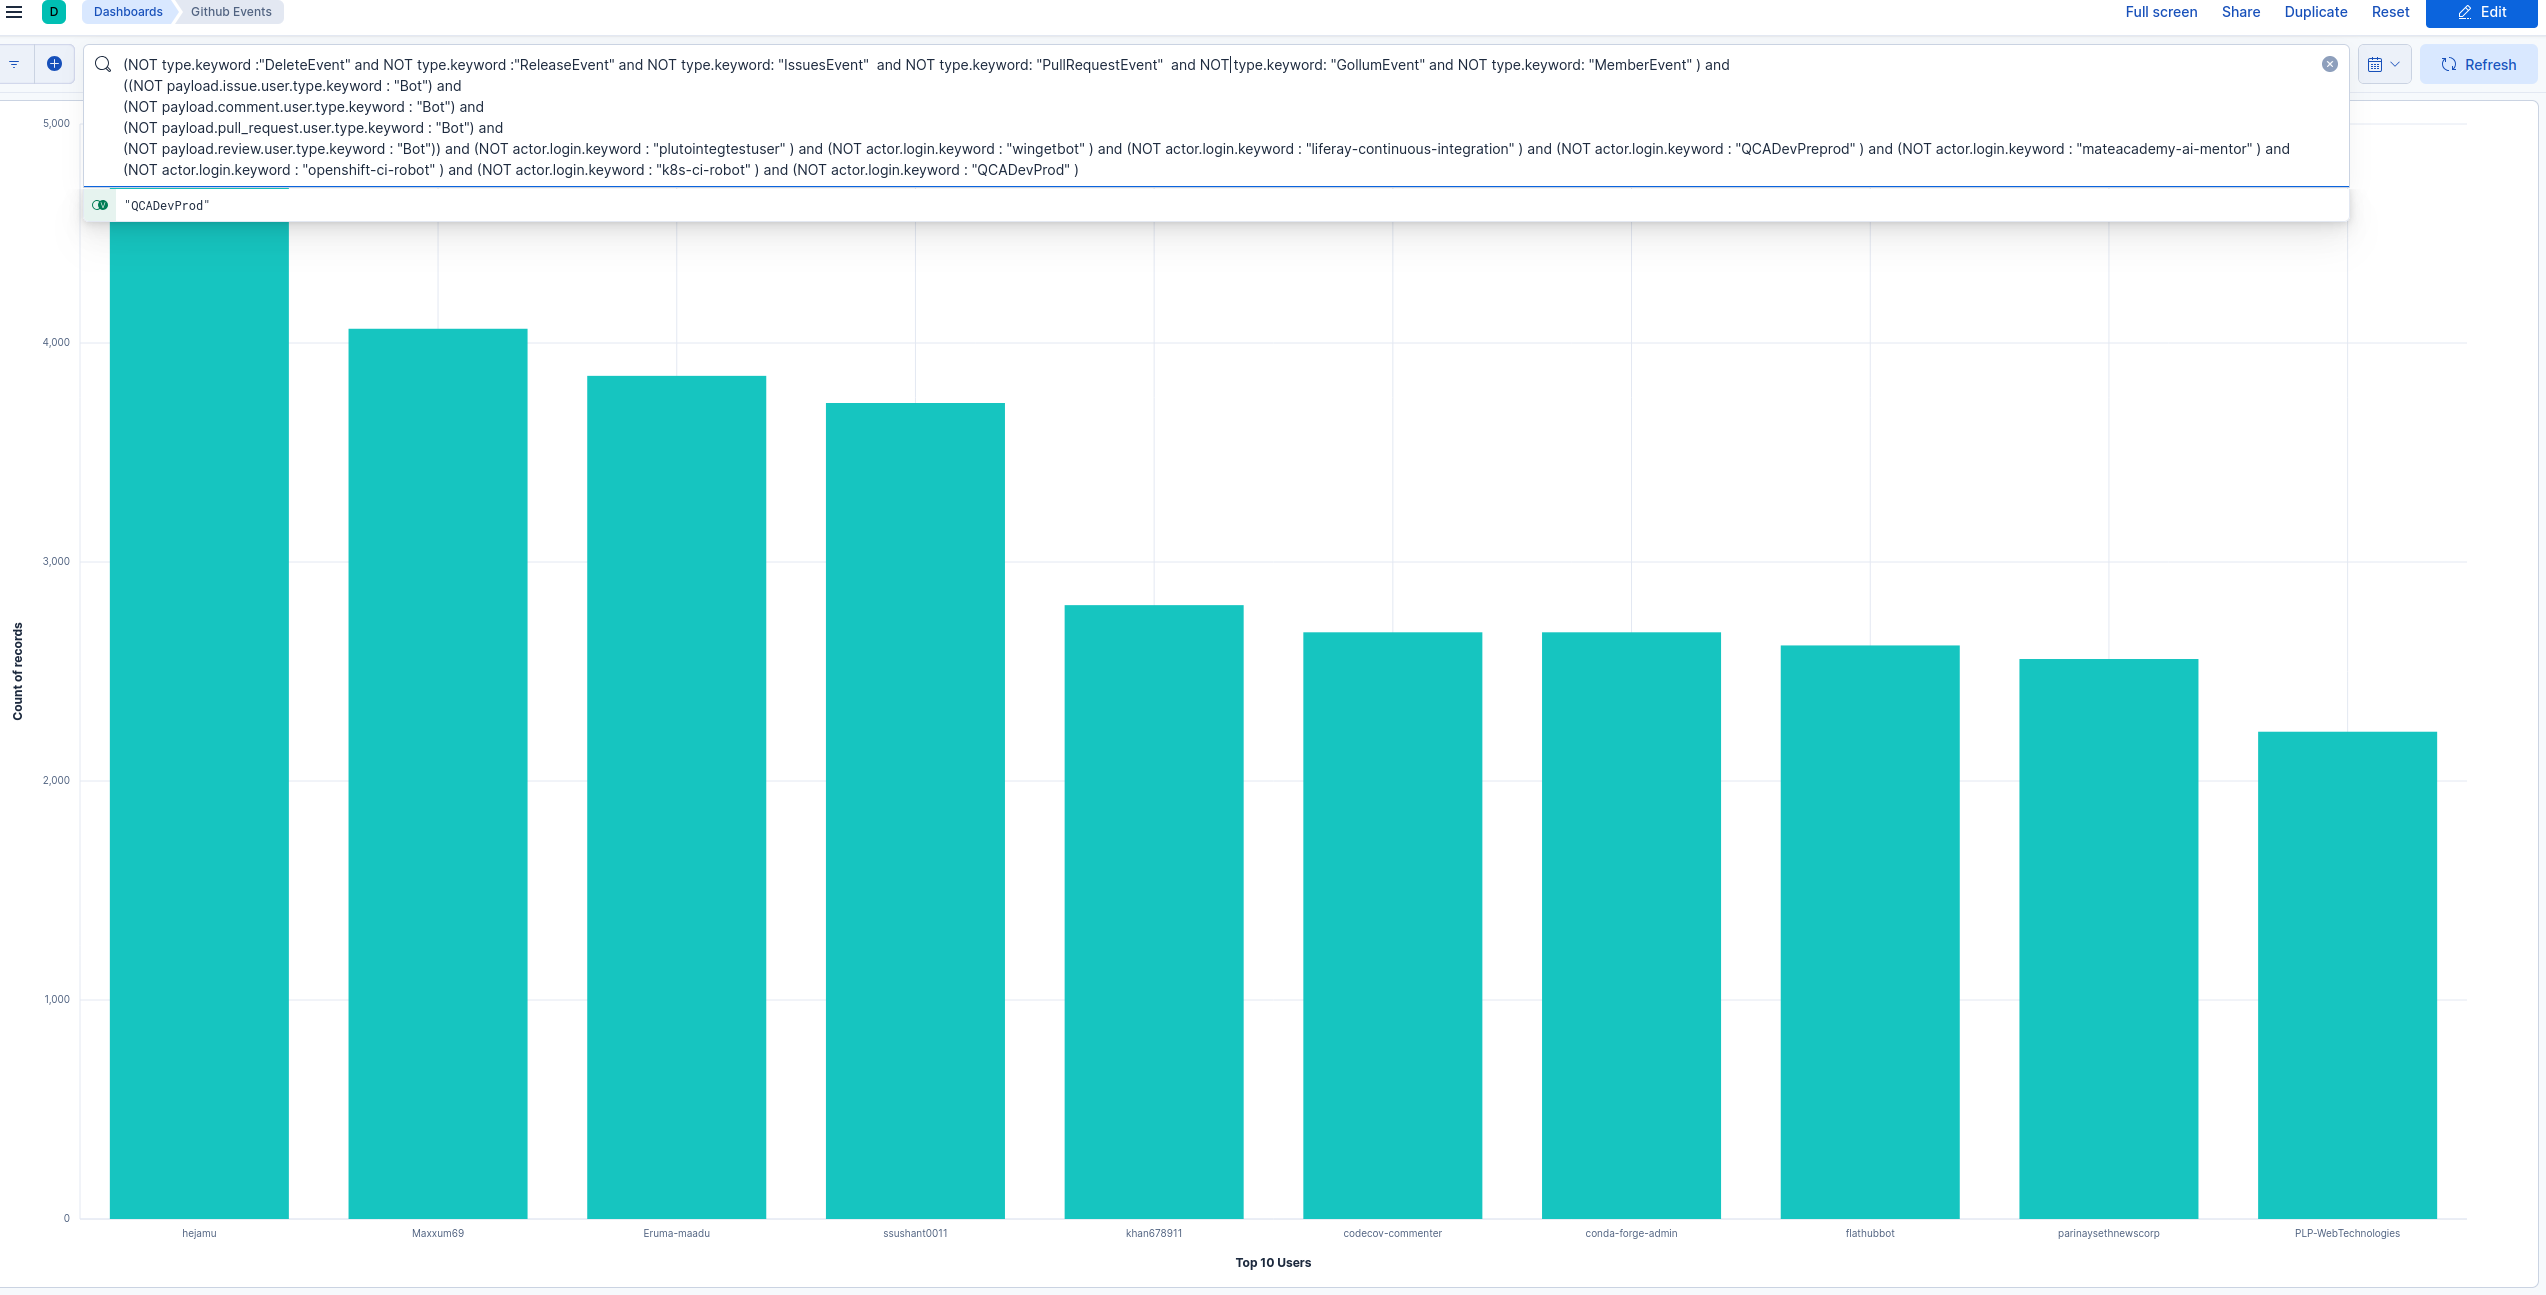 D Dashboards Github Events Full screen Share Duplicate Reset Edit
(NOT type.keyword :"DeleteEvent" and NOT type.keyword :"ReleaseEvent" and NOT type.keyword: "IssuesEvent"  and NOT type.keyword: "PullRequestEvent"  and NOT type.keyword: "GollumEvent" and NOT type.keyword: "MemberEvent" ) and
((NOT payload.issue.user.type.keyword : "Bot") and
(NOT payload.comment.user.type.keyword : "Bot") and
(NOT payload.pull_request.user.type.keyword : "Bot") and
(NOT payload.review.user.type.keyword : "Bot")) and (NOT actor.login.keyword : "plutointegtestuser" ) and (NOT actor.login.keyword : "wingetbot" ) and (NOT actor.login.keyword : "liferay-continuous-integration" ) and (NOT actor.login.keyword : "QCADevPreprod" ) and (NOT actor.login.keyword : "mateacademy-ai-mentor" ) and
(NOT actor.login.keyword : "openshift-ci-robot" ) and (NOT actor.login.keyword : "k8s-ci-robot" ) and (NOT actor.login.keyword : "QCADevProd" )
Refresh
"QCADevProd"
5,000
4,000
3,000
2,000
1,000
0
Count of records
hejamu Maxxum69 Eruma-maadu ssushant0011 khan678911 codecov-commenter conda-forge-admin flathubbot parinaysethnewscorp PLP-WebTechnologies
Top 10 Users